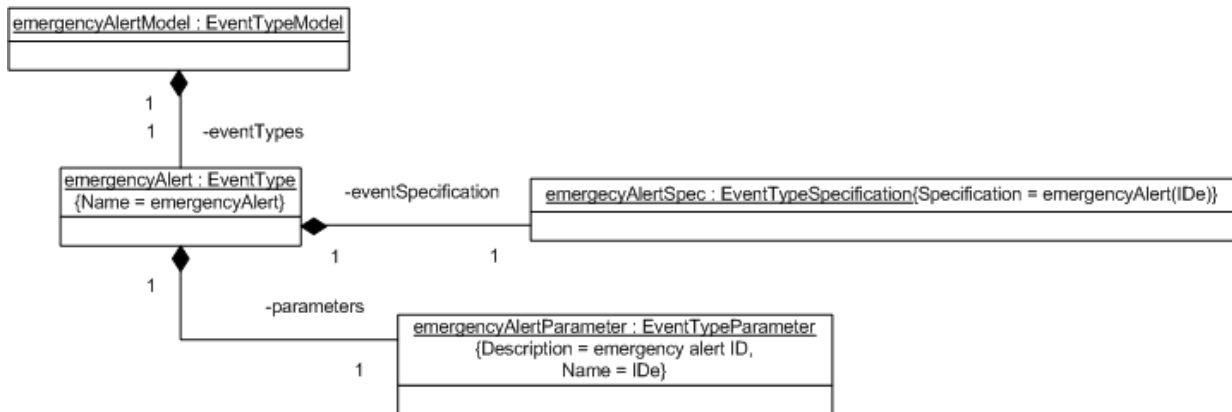 emergencyAlertModel : EventTypeModel
1
1
-eventTypes
emergencyAlert : EventType
{Name = emergencyAlert}
-eventSpecification
emergecyAlertSpec : EventTypeSpecification{Specification = emergencyAlert(IDe)}
1
1
1
-parameters
emergencyAlertParameter : EventTypeParameter
{Description = emergency alert ID,
Name = IDe}
1